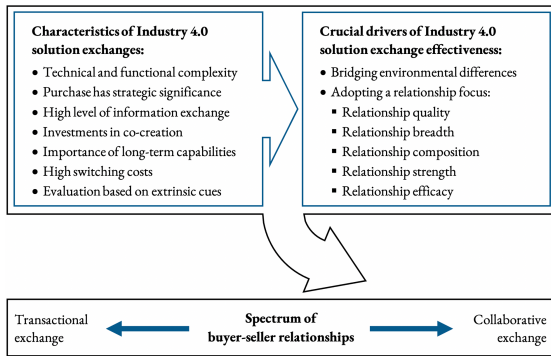 Characteristics of Industry 4.0
solution exchanges:
● Technical and functional complexity
● Purchase has strategic significance
● High level of information exchange
● Investments in co-creation
● Importance of long-term capabilities
● High switching costs
● Evaluation based on extrinsic cues
Crucial drivers of Industry 4.0
solution exchange effectiveness:
● Bridging environmental differences
● Adopting a relationship focus:
▪ Relationship quality
▪ Relationship breadth
▪ Relationship composition
▪ Relationship strength
▪ Relationship efficacy
Transactional
exchange
Spectrum of
buyer-seller relationships
Collaborative
exchange